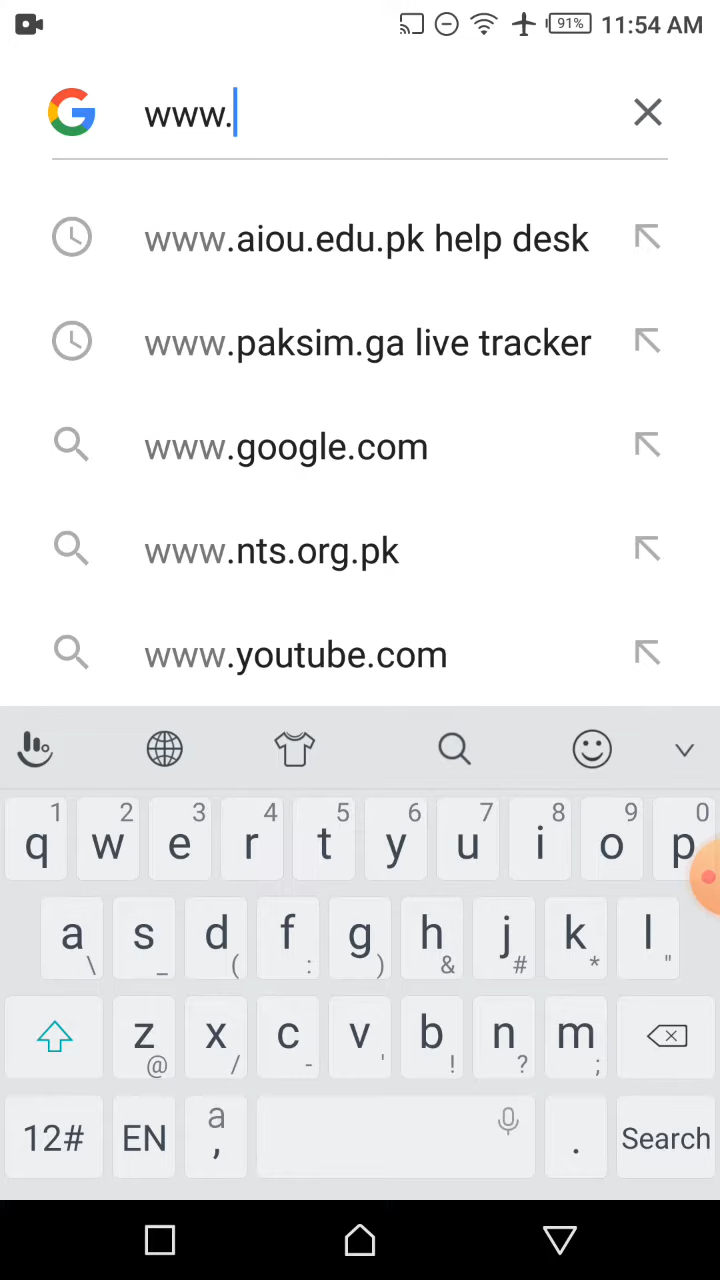 91% 11:54 AM
www.
www.aiou.edu.pk help desk
www.paksim.ga live tracker
www.google.com
www.nts.org.pk
www.youtube.com
1 2 3 4 5 6 7 8 9 0
q w e r t y u i o p
a s d f g h j k l
\ _ ( : ) & # * "
z x c v b n m
@ / - ' ! ? ;
12# EN a , . Search